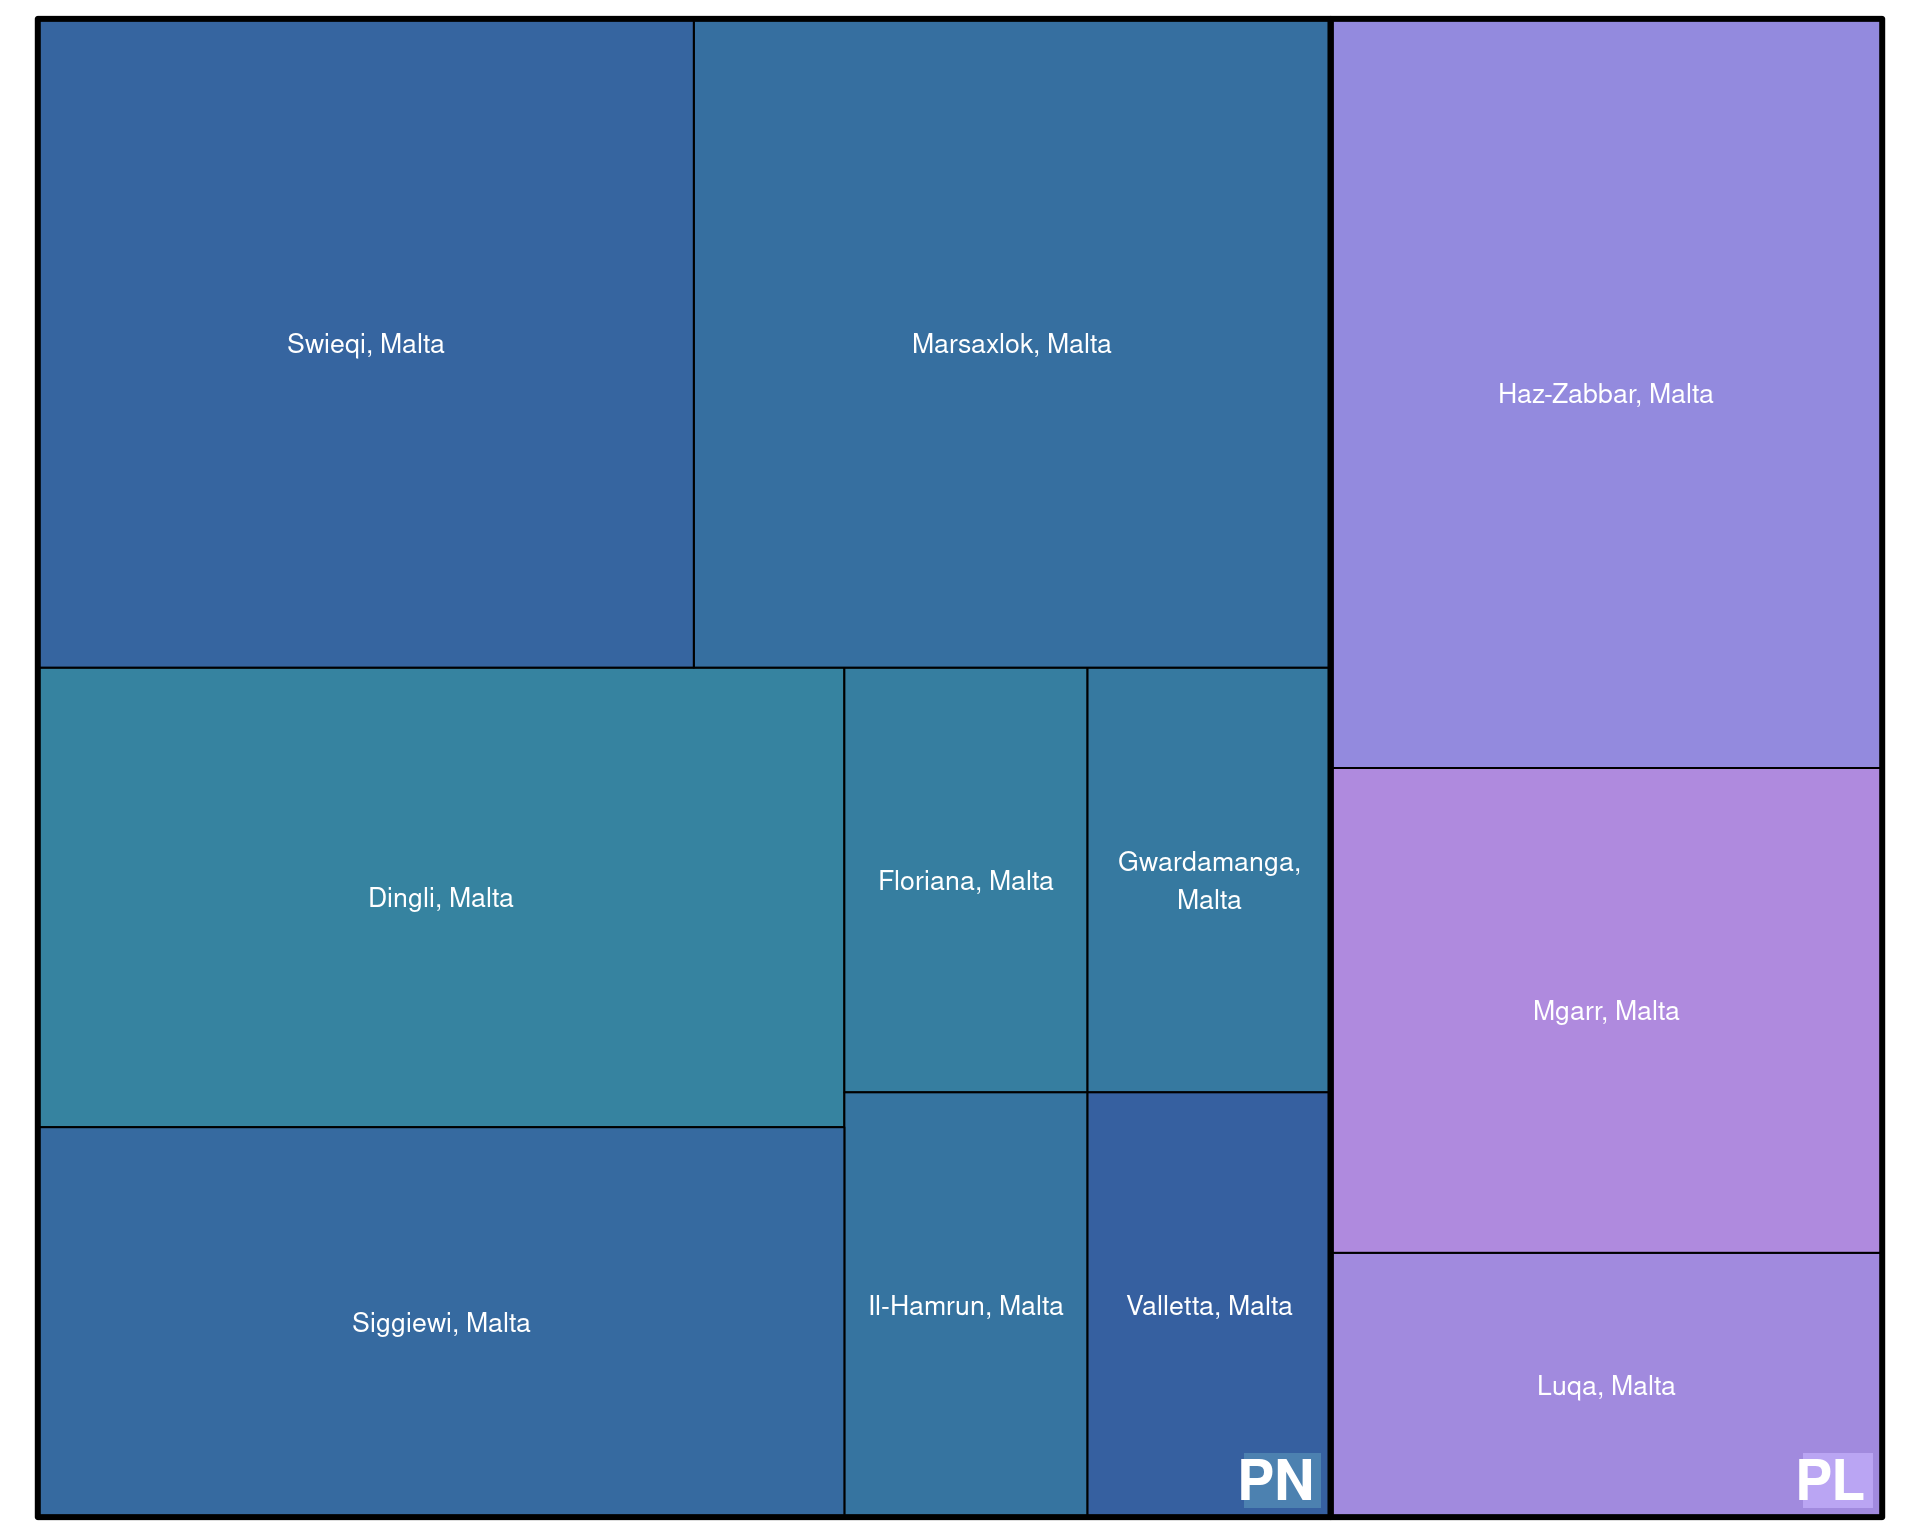 Swieqi, Malta
Marsaxlok, Malta
Haz-Zabbar, Malta
Dingli, Malta
Floriana, Malta
Gwardamanga,
Malta
Mgarr, Malta
Siggiewi, Malta
Il-Hamrun, Malta
Valletta, Malta
Luqa, Malta
PN
PL